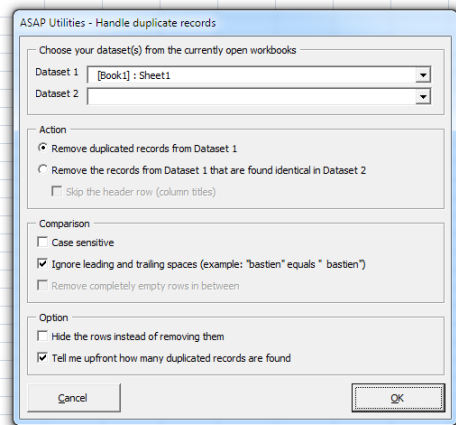 ASAP Utilities - Handle duplicate records
Choose your dataset(s) from the currently open workbooks
Dataset 1 [Book1] : Sheet1
Dataset 2
Action
Remove duplicated records from Dataset 1
Remove the records from Dataset 1 that are found identical in Dataset 2
Skip the header row (column titles)
Comparison
Case sensitive
Ignore leading and trailing spaces (example: "bastien" equals " bastien")
Remove completely empty rows in between
Option
Hide the rows instead of removing them
Tell me upfront how many duplicated records are found
Cancel OK